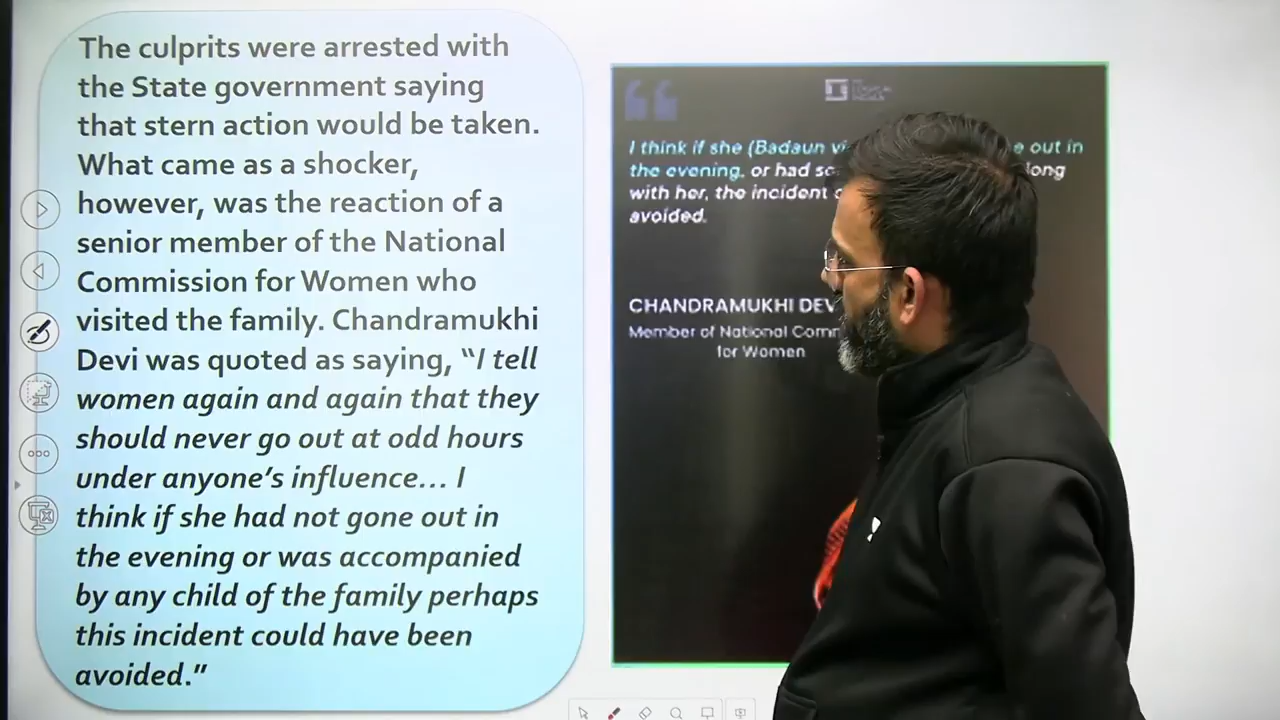 The culprits were arrested with
the State government saying
that stern action would be taken.
What came as a shocker,
however, was the reaction of a
senior member of the National
Commission for Women who
visited the family. Chandramukhi
Devi was quoted as saying, “I tell
women again and again that they
should never go out at odd hours
under anyone’s influence... I
think if she had not gone out in
the evening or was accompanied
by any child of the family perhaps
this incident could have been
avoided.”
I think if she (Badaun out in
the evening, or had
with her, the incident
avoided.
CHANDRAMUKHI
Member of National
for Women